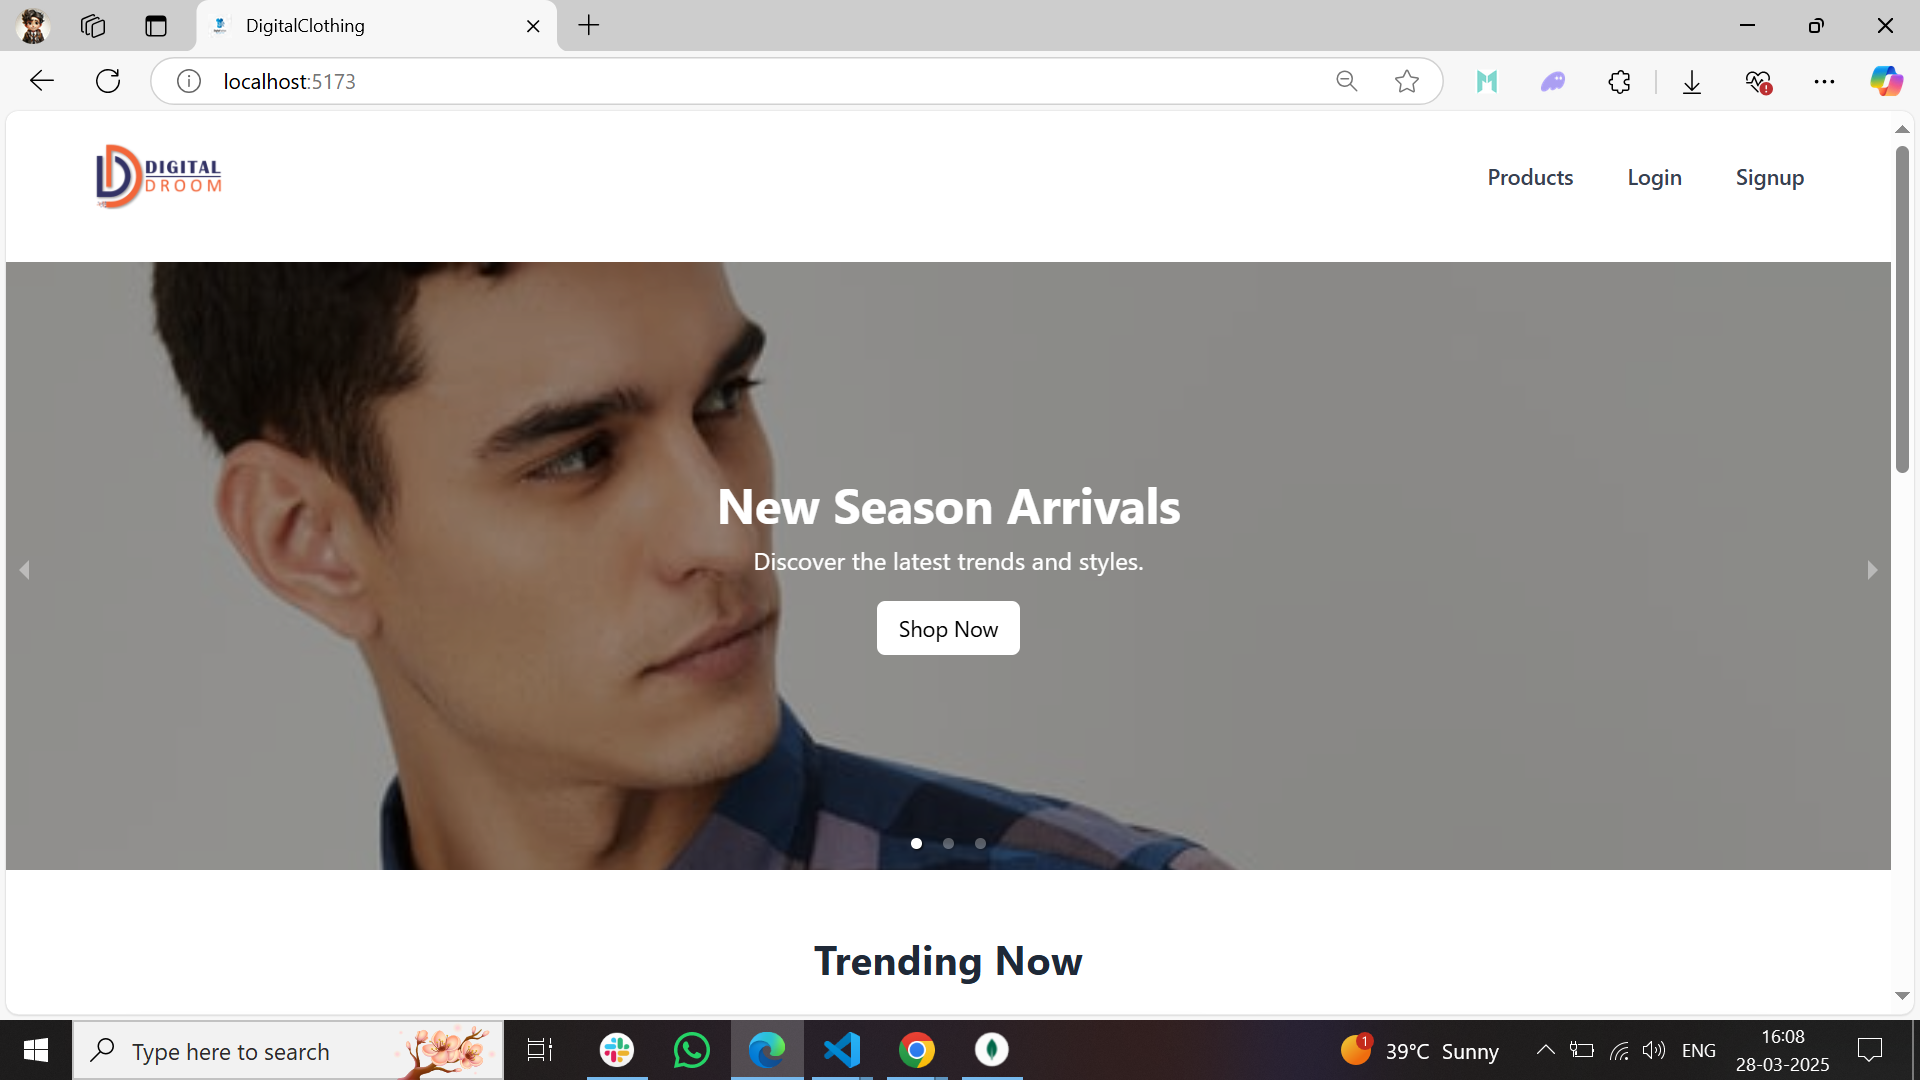 DigitalClothing
localhost:5173
DIGITAL
DROOM
Products
Login
Signup
New Season Arrivals
Discover the latest trends and styles.
Shop Now
Trending Now
Type here to search
1
39°C Sunny
ENG
16:08
28-03-2025